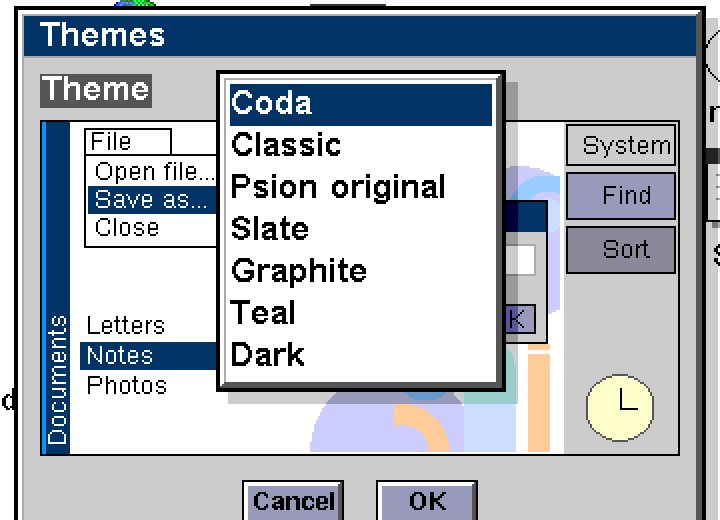 Themes
Theme
Coda
Classic
Psion original
Slate
Graphite
Teal
Dark
File
Open file...
Save as...
Close
Letters
Notes
Photos
Documents
System
Find
Sort
K
Cancel
OK